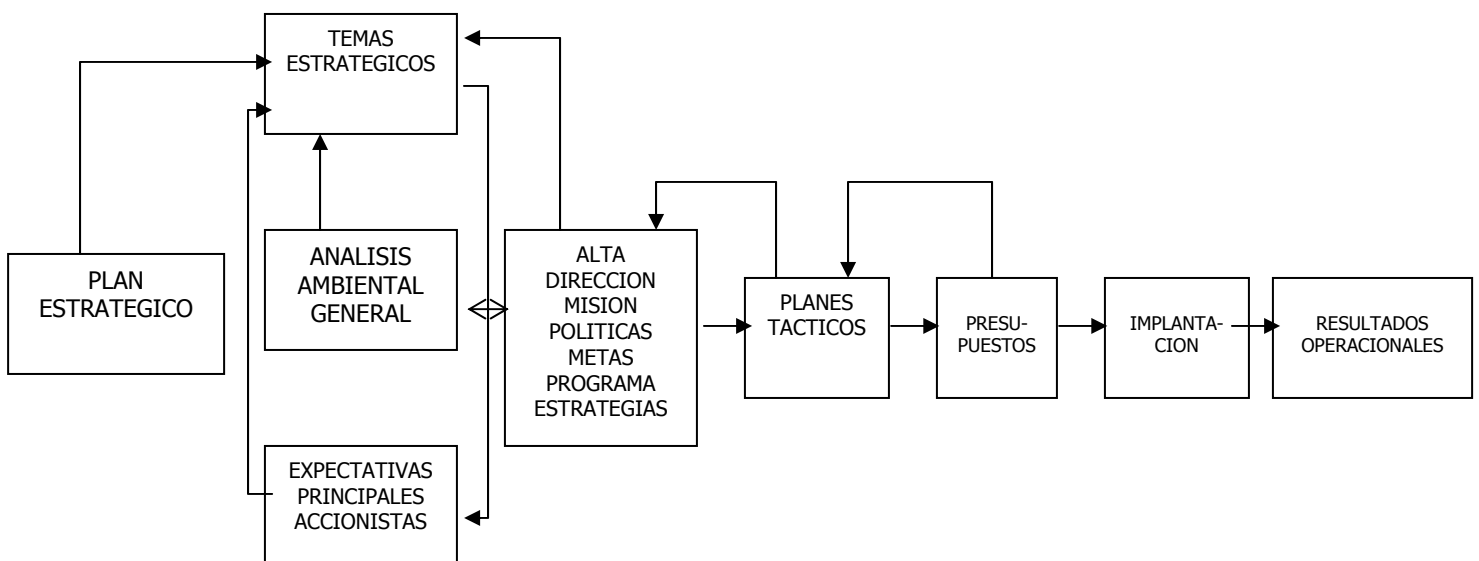 TEMAS
ESTRATEGICOS
PLAN
ESTRATEGICO
ANALISIS
AMBIENTAL
GENERAL
EXPECTATIVAS
PRINCIPALES
ACCIONISTAS
ALTA
DIRECCION
MISION
POLITICAS
METAS
PROGRAMA
ESTRATEGIAS
PLANES
TACTICOS
PRESU-
PUESTOS
IMPLANTA-
CION
RESULTADOS
OPERACIONALES